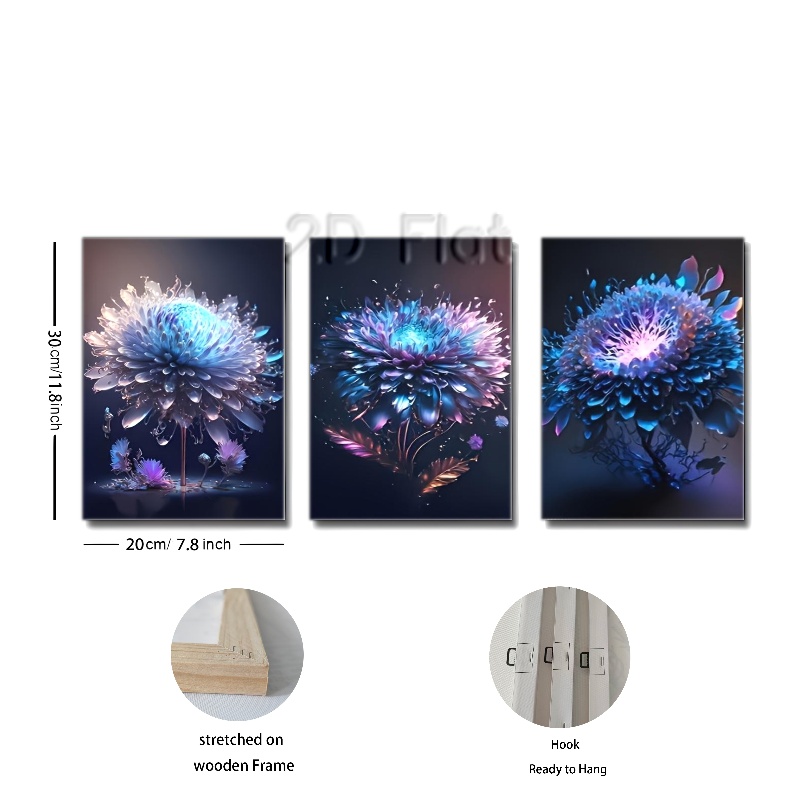 2D Flat
30cm/11.8inch
20cm/ 7.8 inch
stretched on
wooden Frame
Hook
Ready to Hang